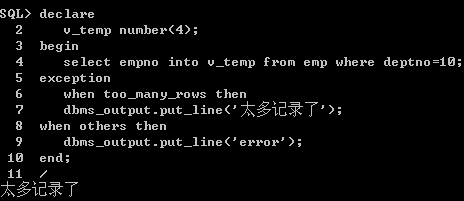 SQL> declare
  2    v_temp number(4);
  3  begin
  4    select empno into v_temp from emp where deptno=10;
  5  exception
  6    when too_many_rows then
  7    dbms_output.put_line('太多记录了');
  8  when others then
  9    dbms_output.put_line('error');
 10  end;
 11  /
太多记录了